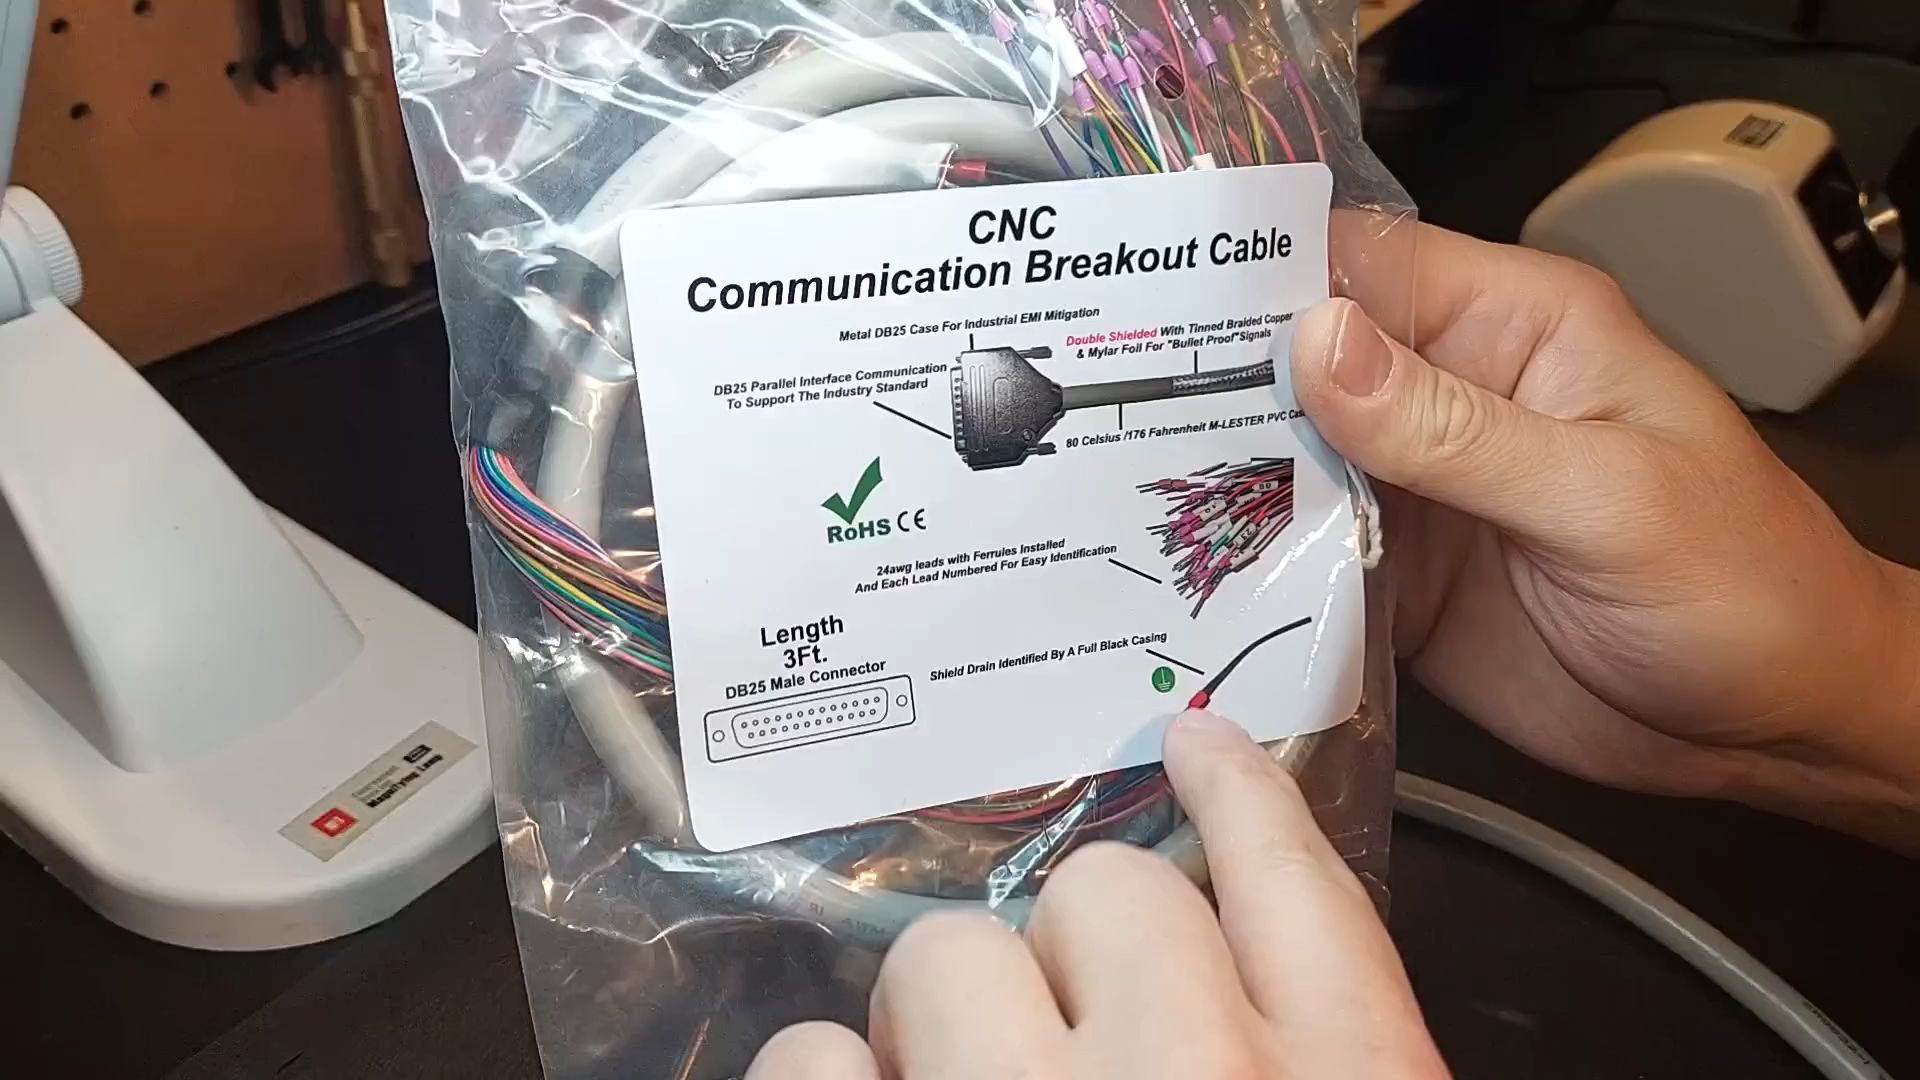 CNC
Communication Breakout Cable
Metal DB25 Case For Industrial EMI Mitigation
Double Shielded With Tinned Braided Copper
& Mylar Foil For "Bullet Proof" Signals
DB25 Parallel Interface Communication
To Support The Industry Standard
80 Celsius /176 Fahrenheit M-LESTER PVC
RoHS CE
24awg leads with Ferrules Installed
And Each Lead Numbered For Easy Identification
Length
3Ft.
DB25 Male Connector
Shield Drain Identified By A Full Black Casing
Magnifying Lamp
AWM